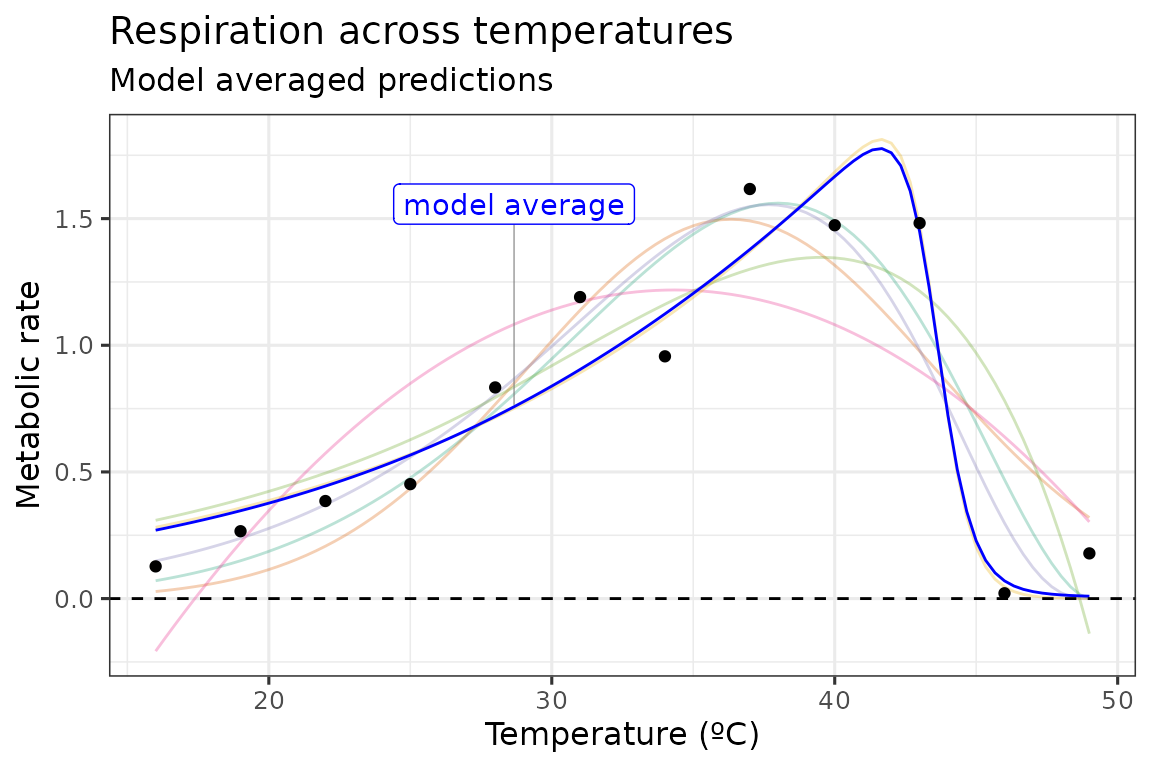 Respiration across temperatures
Model averaged predictions
Metabolic rate
1.5
1.0
0.5
0.0
model average
20 30 40 50
Temperature (ºC)